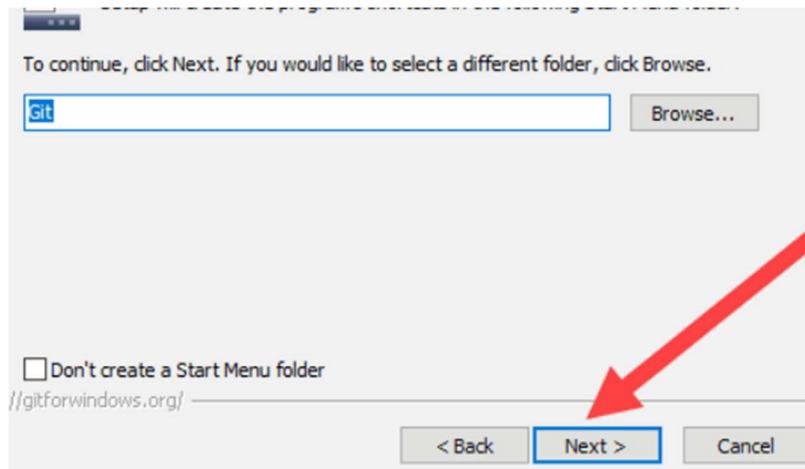 To continue, click Next. If you would like to select a different folder, click Browse.
Git
Browse...
Don't create a Start Menu folder
//gitforwindows.org/
< Back
Next >
Cancel